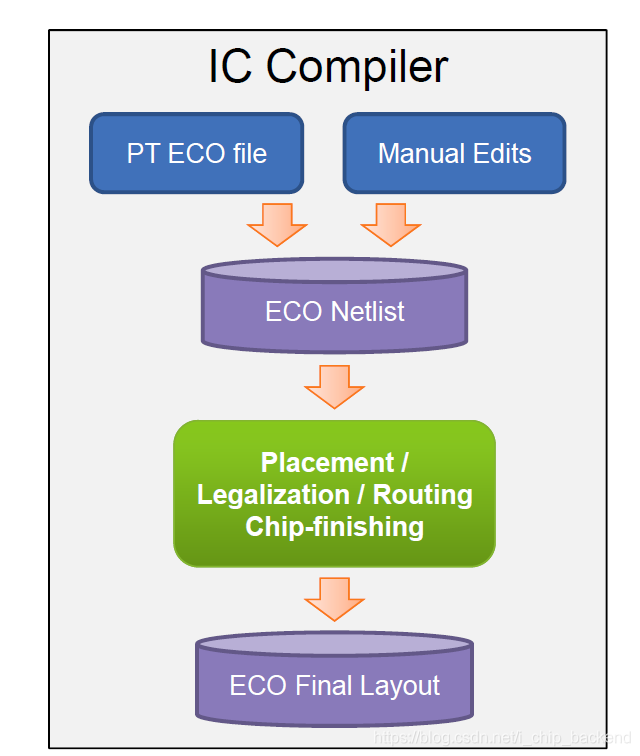 IC Compiler
PT ECO file
Manual Edits
ECO Netlist
Placement /
Legalization / Routing
Chip-finishing
ECO Final Layout
https://blog.csdn.net/i_chip_backend